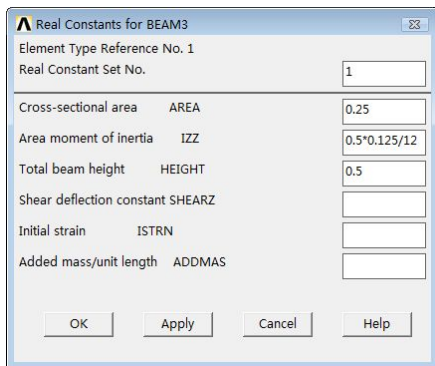 Real Constants for BEAM3
Element Type Reference No. 1
Real Constant Set No. 1
Cross-sectional area AREA 0.25
Area moment of inertia IZZ 0.5*0.125/12
Total beam height HEIGHT 0.5
Shear deflection constant SHEARZ
Initial strain ISTRN
Added mass/unit length ADDMAS
OK Apply Cancel Help